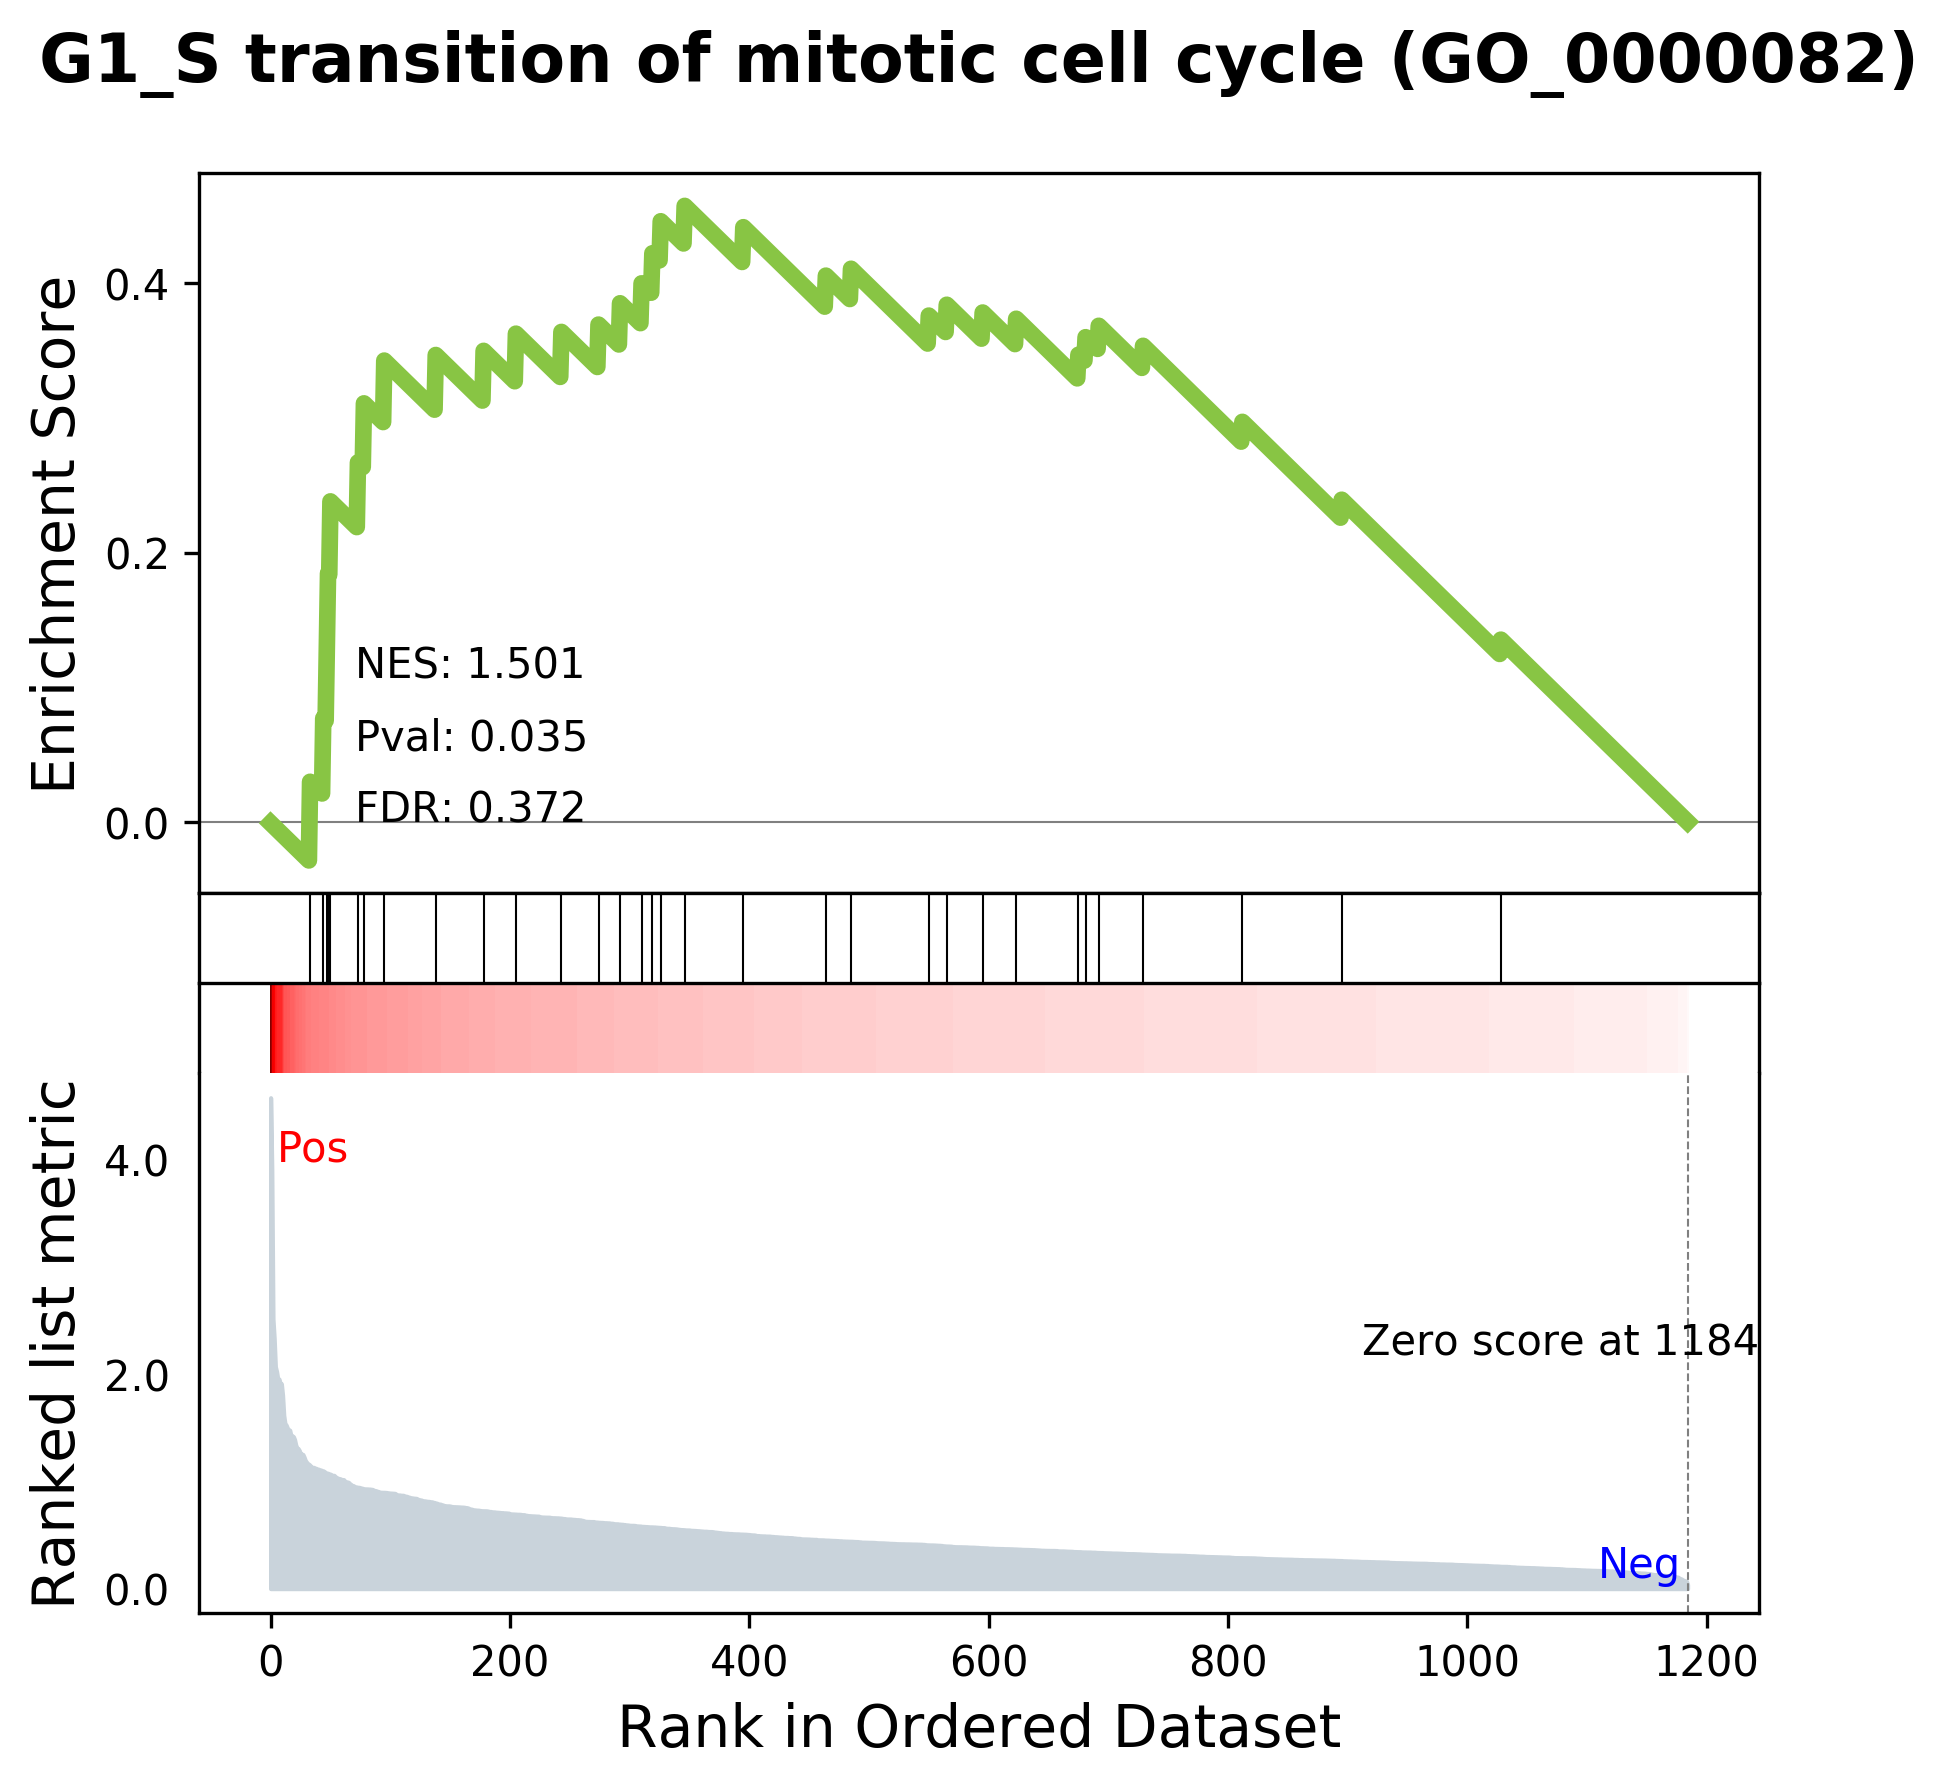 G1_S transition of mitotic cell cycle (GO_0000082)
Enrichment Score
0.4
0.2
0.0
NES: 1.501
Pval: 0.035
FDR: 0.372
Ranked list metric
4.0
2.0
0.0
Pos
Zero score at 1184
Neg
0 200 400 600 800 1000 1200
Rank in Ordered Dataset